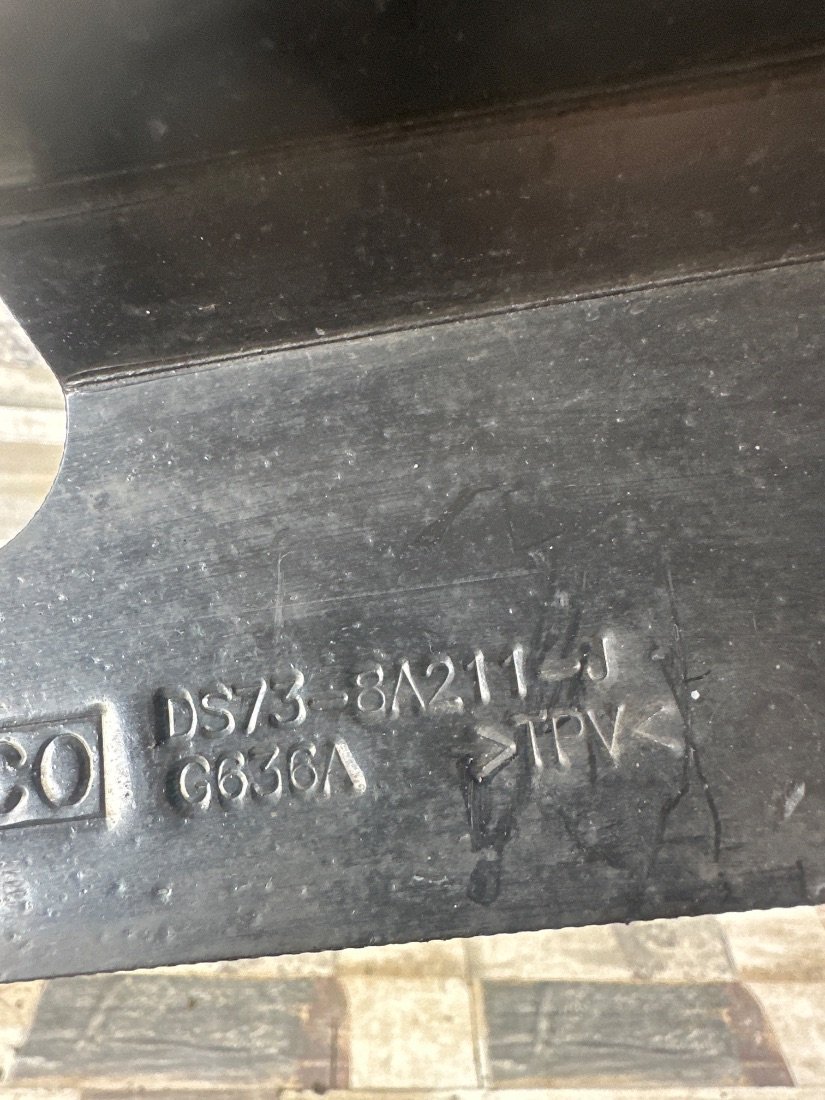 DS73-8A211-J
CO G636A >TPV<